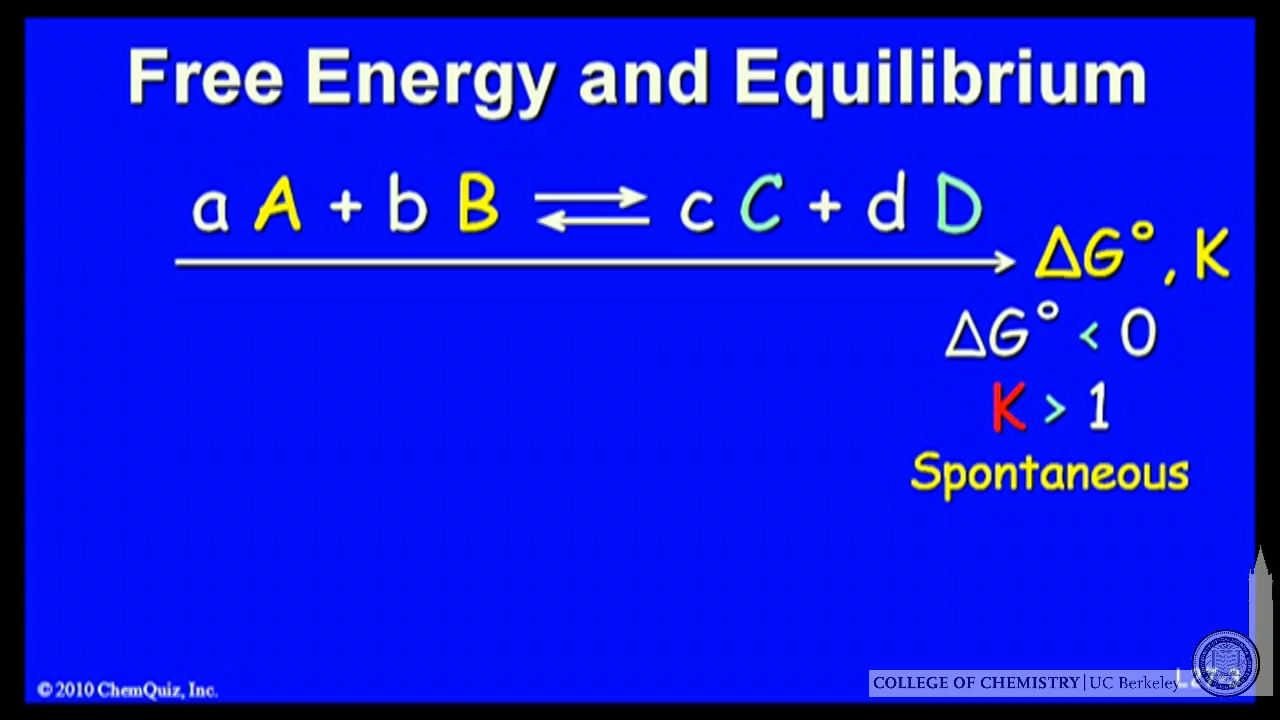 Free Energy and Equilibrium
a A + b B ⇌ c C + d D
ΔG°, K
ΔG° < 0
K > 1
Spontaneous
© 2010 ChemQuiz, Inc.
COLLEGE OF CHEMISTRY | UC Berkeley